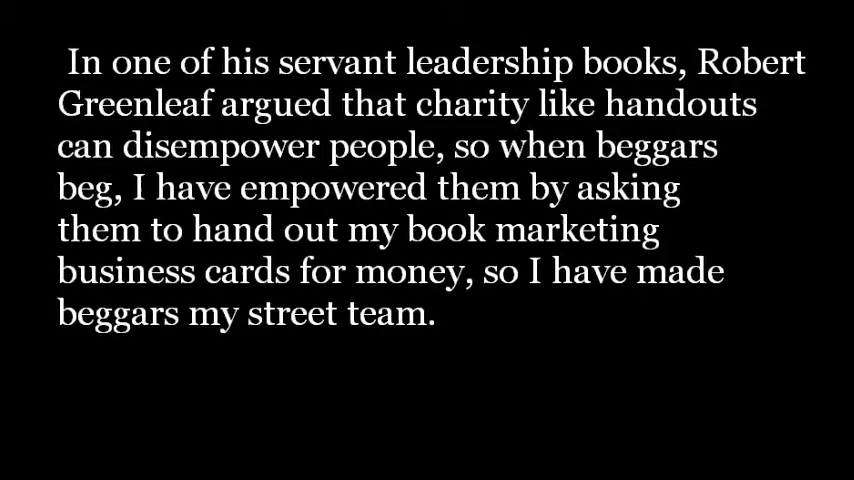 In one of his servant leadership books, Robert
Greenleaf argued that charity like handouts
can disempower people, so when beggars
beg, I have empowered them by asking
them to hand out my book marketing
business cards for money, so I have made
beggars my street team.